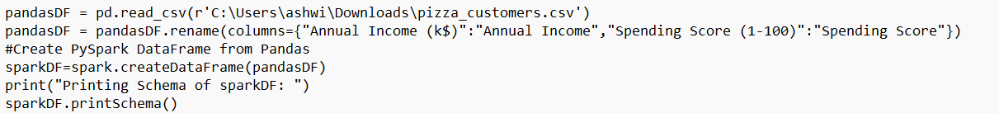 pandasDF = pd.read_csv(r'C:\Users\ashwi\Downloads\pizza_customers.csv')
pandasDF = pandasDF.rename(columns={"Annual Income (k$)":"Annual Income","Spending Score (1-100)":"Spending Score"})
#Create PySpark DataFrame from Pandas
sparkDF=spark.createDataFrame(pandasDF)
print("Printing Schema of sparkDF: ")
sparkDF.printSchema()